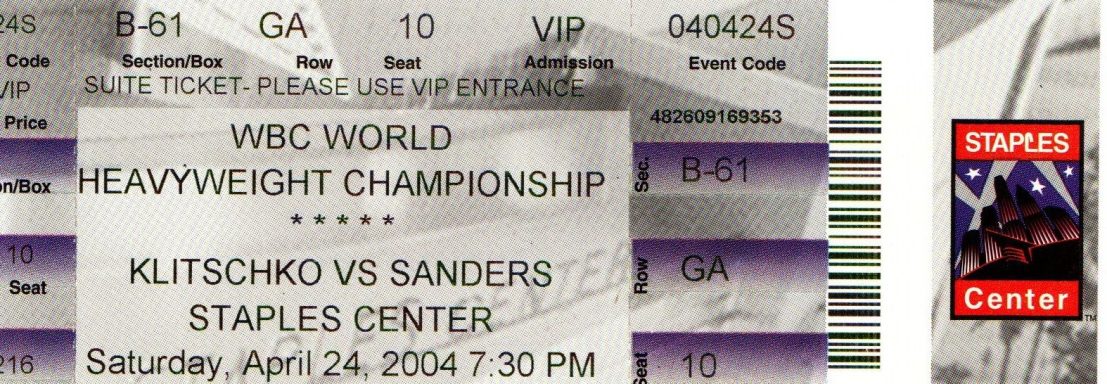 24S B-61 GA 10 VIP 040424S
Code Section/Box Row Seat Admission Event Code
VIP SUITE TICKET- PLEASE USE VIP ENTRANCE
Price 482609169353
WBC WORLD
HEAVYWEIGHT CHAMPIONSHIP
* * * * *
KLITSCHKO VS SANDERS
STAPLES CENTER
Saturday, April 24, 2004 7:30 PM
on/Box
10
Seat
216
Sec. B-61
Row GA
Seat 10
STAPLES
Center
TM